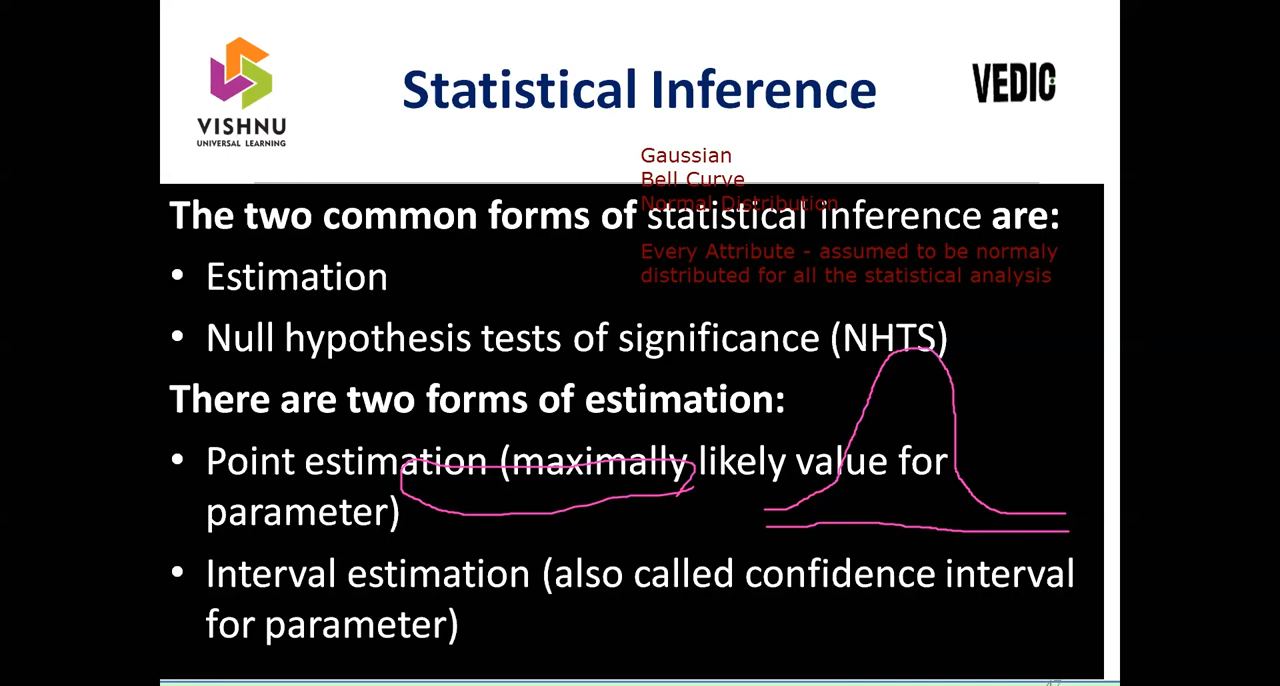 VISHNU
UNIVERSAL LEARNING
Statistical Inference
VEDIC
Gaussian
Bell Curve
Normal Distribution
The two common forms of statistical inference are:
Every Attribute - assumed to be normaly
distributed for all the statistical analysis
• Estimation
• Null hypothesis tests of significance (NHTS)
There are two forms of estimation:
• Point estimation (maximally likely value for
parameter)
• Interval estimation (also called confidence interval
for parameter)